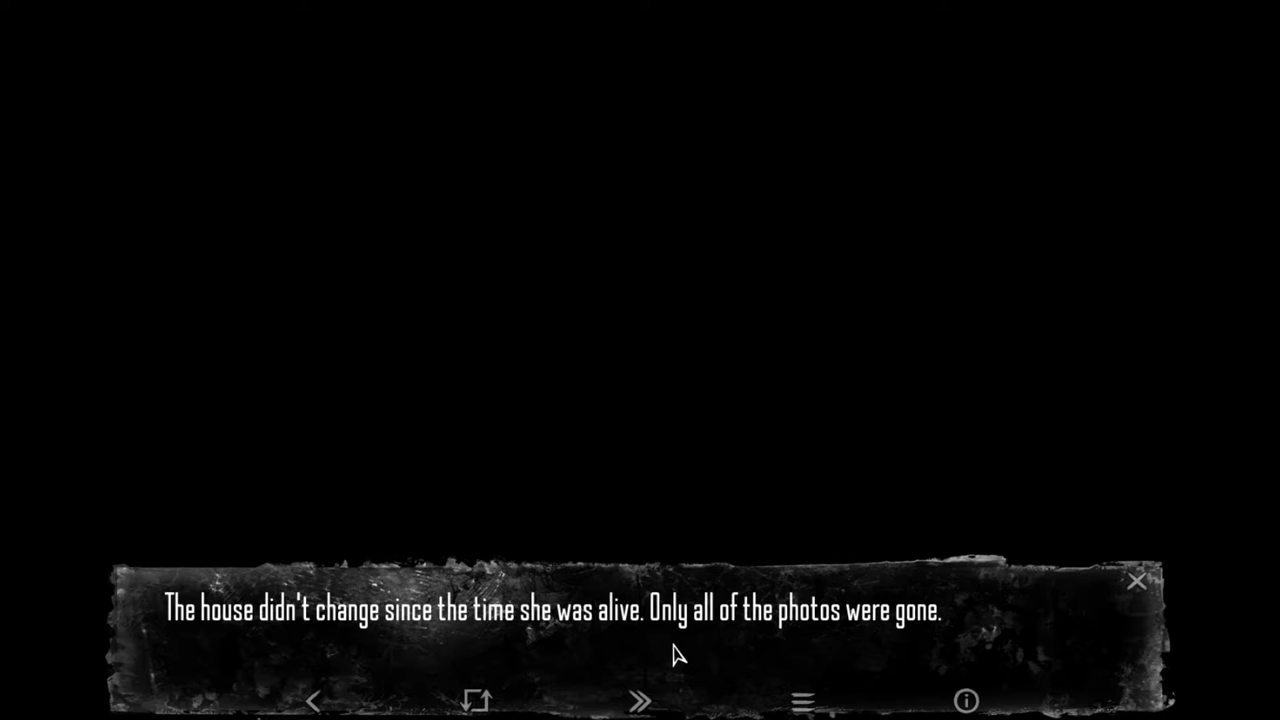 The house didn't change since the time she was alive. Only all of the photos were gone.